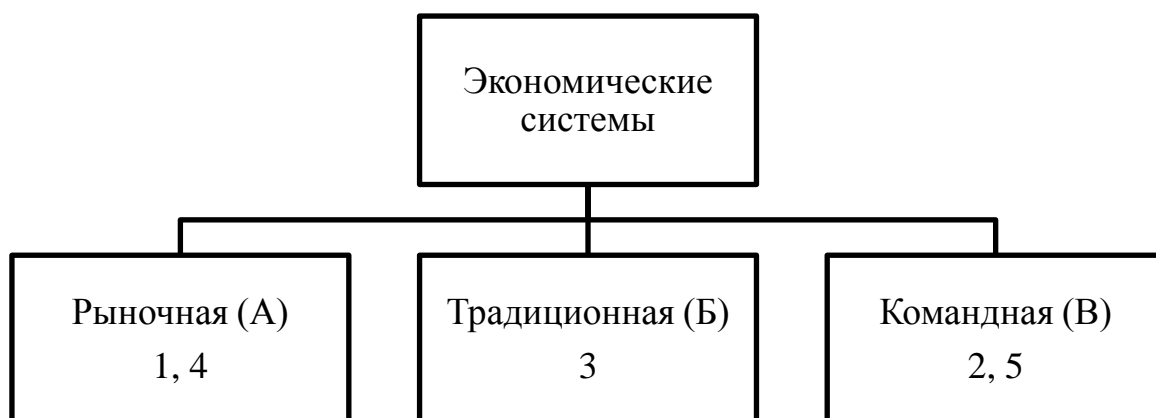 Экономические
системы
Рыночная (А)
1, 4
Традиционная (Б)
3
Командная (В)
2, 5